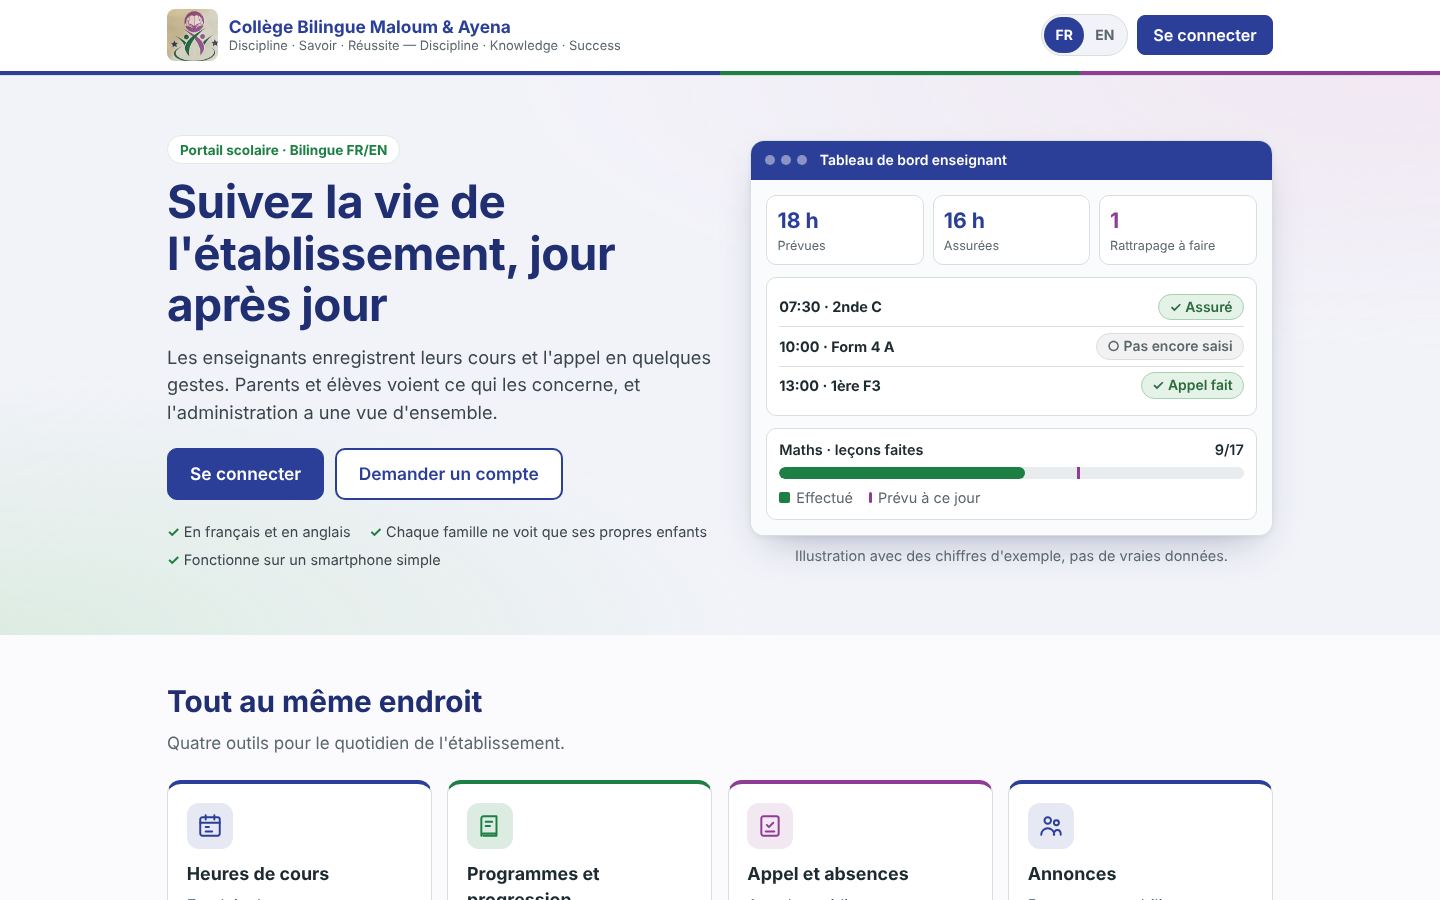 Collège Bilingue Maloum & Ayena
Discipline · Savoir · Réussite — Discipline · Knowledge · Success
FR EN
Se connecter
Portail scolaire · Bilingue FR/EN
Suivez la vie de
l'établissement, jour
après jour
Les enseignants enregistrent leurs cours et l'appel en quelques
gestes. Parents et élèves voient ce qui les concerne, et
l'administration a une vue d'ensemble.
Se connecter
Demander un compte
✓ En français et en anglais ✓ Chaque famille ne voit que ses propres enfants
✓ Fonctionne sur un smartphone simple
Tableau de bord enseignant
18 h
Prévues
16 h
Assurées
1
Rattrapage à faire
07:30 · 2nde C ✓ Assuré
10:00 · Form 4 A ○ Pas encore saisi
13:00 · 1ère F3 ✓ Appel fait
Maths · leçons faites 9/17
Effectué Prévu à ce jour
Illustration avec des chiffres d'exemple, pas de vraies données.
Tout au même endroit
Quatre outils pour le quotidien de l'établissement.
Heures de cours
Programmes et
progression
Appel et absences
Annonces